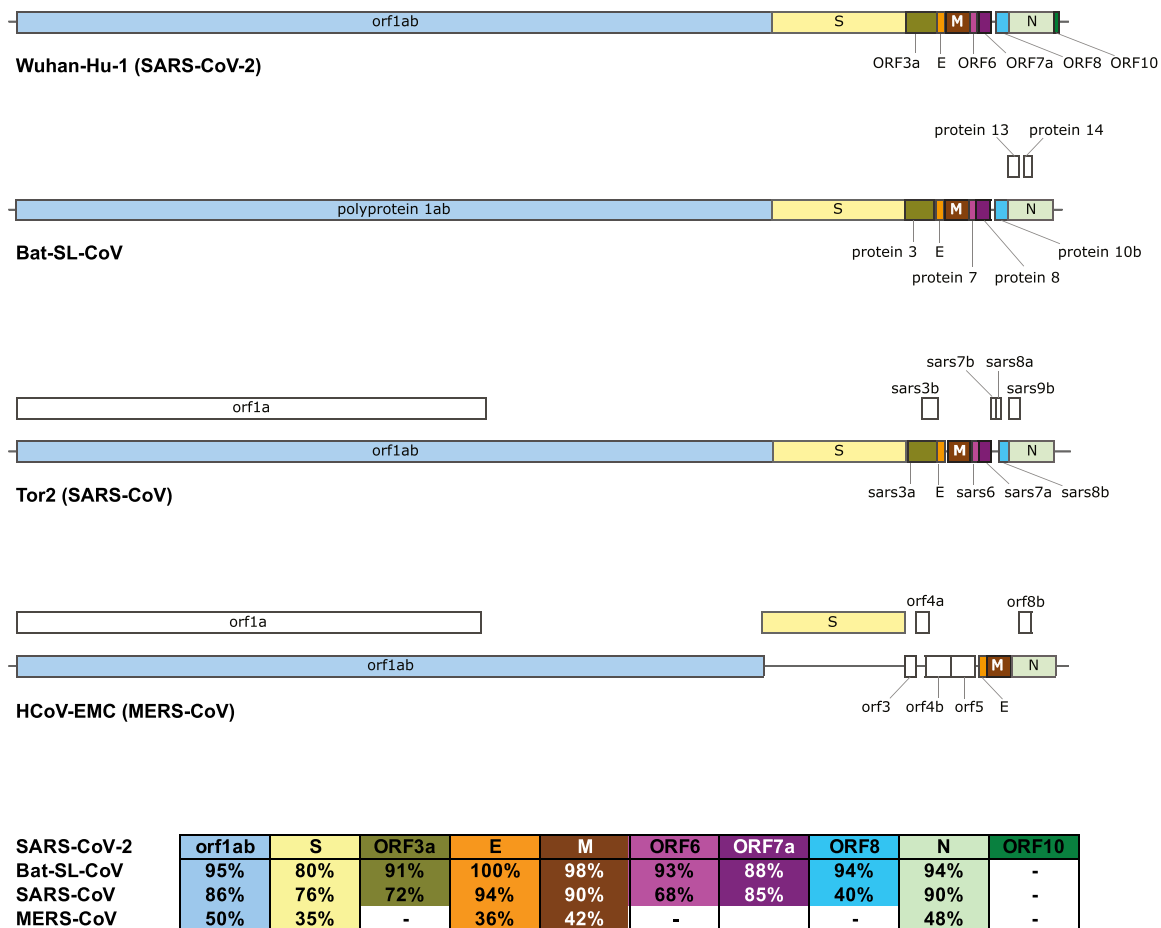 orf1ab S M N
ORF3a E ORF6 ORF7a ORF8 ORF10
Wuhan-Hu-1 (SARS-CoV-2)
protein 13 protein 14
polyprotein 1ab S M N
Bat-SL-CoV
protein 3 E protein 10b
protein 7 protein 8
sars7b sars8a
sars3b sars9b
orf1a
orf1ab S M N
Tor2 (SARS-CoV)
sars3a E sars6 sars7a sars8b
orf4a orf8b
orf1a S
orf1ab M N
HCoV-EMC (MERS-CoV)
orf3 orf4b orf5 E
SARS-CoV-2 orf1ab S ORF3a E M ORF6 ORF7a ORF8 N ORF10
Bat-SL-CoV 95% 80% 91% 100% 98% 93% 88% 94% 94% -
SARS-CoV 86% 76% 72% 94% 90% 68% 85% 40% 90% -
MERS-CoV 50% 35% - 36% 42% - - 48% -